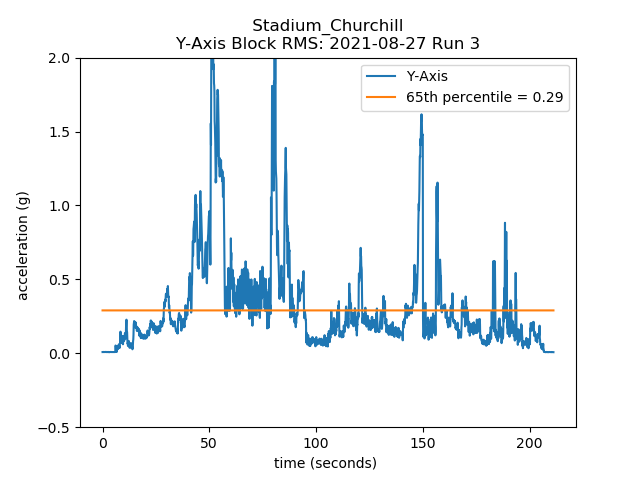 Stadium_Churchill
Y-Axis Block RMS: 2021-08-27 Run 3
Y-Axis
65th percentile = 0.29
acceleration (g)
2.0
1.5
1.0
0.5
0.0
−0.5
0 50 100 150 200
time (seconds)